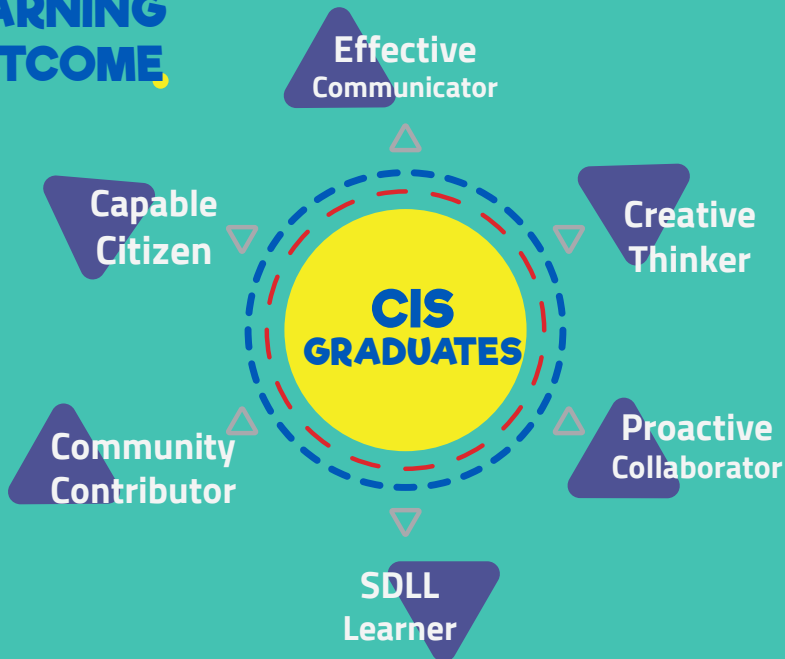 ARNING
TCOME
Effective
Communicator
Capable
Citizen
Creative
Thinker
CIS
GRADUATES
Community
Contributor
Proactive
Collaborator
SDLL
Learner